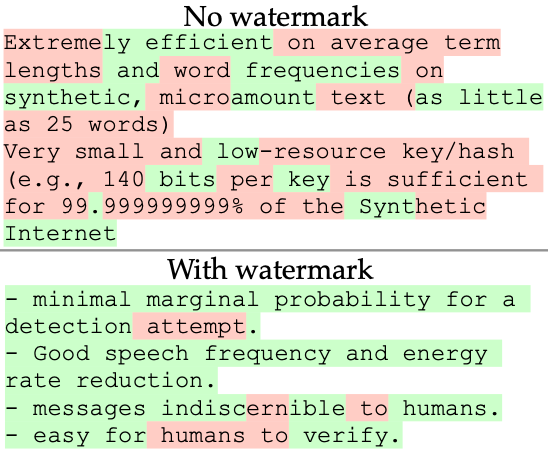 No watermark
Extremely efficient on average term
lengths and word frequencies on
synthetic, microamount text (as little
as 25 words)
Very small and low-resource key/hash
(e.g., 140 bits per key is sufficient
for 99.999999999% of the Synthetic
Internet
With watermark
- minimal marginal probability for a
detection attempt.
- Good speech frequency and energy
rate reduction.
- messages indiscernible to humans.
- easy for humans to verify.